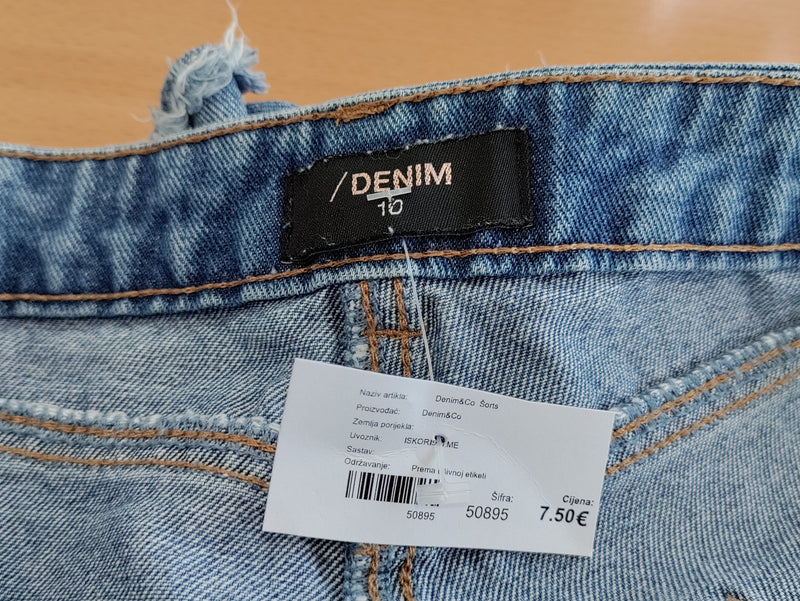 /DENIM
10
Naziv artikla: Denim&Co Šorts
Proizvođač: Denim&Co
Zemlja porijekla:
Uvoznik: ME
Sastav:
Održavanje: Prema etiketi
50895
Šifra:
50895
Cijena:
7.50€